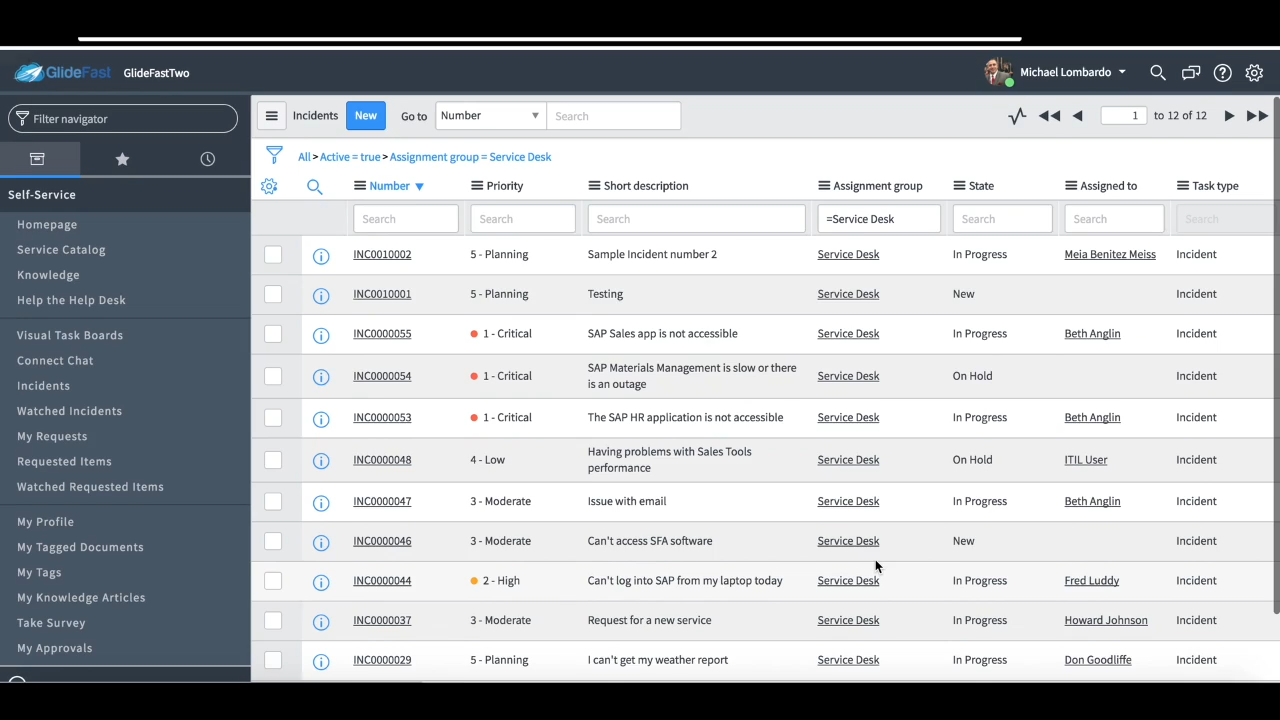 GlideFast GlideFastTwo Michael Lombardo
Filter navigator
Self-Service
Homepage
Service Catalog
Knowledge
Help the Help Desk
Visual Task Boards
Connect Chat
Incidents
Watched Incidents
My Requests
Requested Items
Watched Requested Items
My Profile
My Tagged Documents
My Tags
My Knowledge Articles
Take Survey
My Approvals
Incidents New Go to Number Search 1 to 12 of 12
All > Active = true > Assignment group = Service Desk
Number Priority Short description Assignment group State Assigned to Task type
Search Search Search =Service Desk Search Search Search
INC0010002 5 - Planning Sample Incident number 2 Service Desk In Progress Meia Benitez Meiss Incident
INC0010001 5 - Planning Testing Service Desk New Incident
INC0000055 1 - Critical SAP Sales app is not accessible Service Desk In Progress Beth Anglin Incident
INC0000054 1 - Critical SAP Materials Management is slow or there Service Desk On Hold Incident
is an outage
INC0000053 1 - Critical The SAP HR application is not accessible Service Desk In Progress Beth Anglin Incident
INC0000048 4 - Low Having problems with Sales Tools Service Desk On Hold ITIL User Incident
performance
INC0000047 3 - Moderate Issue with email Service Desk In Progress Beth Anglin Incident
INC0000046 3 - Moderate Can't access SFA software Service Desk New Incident
INC0000044 2 - High Can't log into SAP from my laptop today Service Desk In Progress Fred Luddy Incident
INC0000037 3 - Moderate Request for a new service Service Desk In Progress Howard Johnson Incident
INC0000029 5 - Planning I can't get my weather report Service Desk In Progress Don Goodliffe Incident